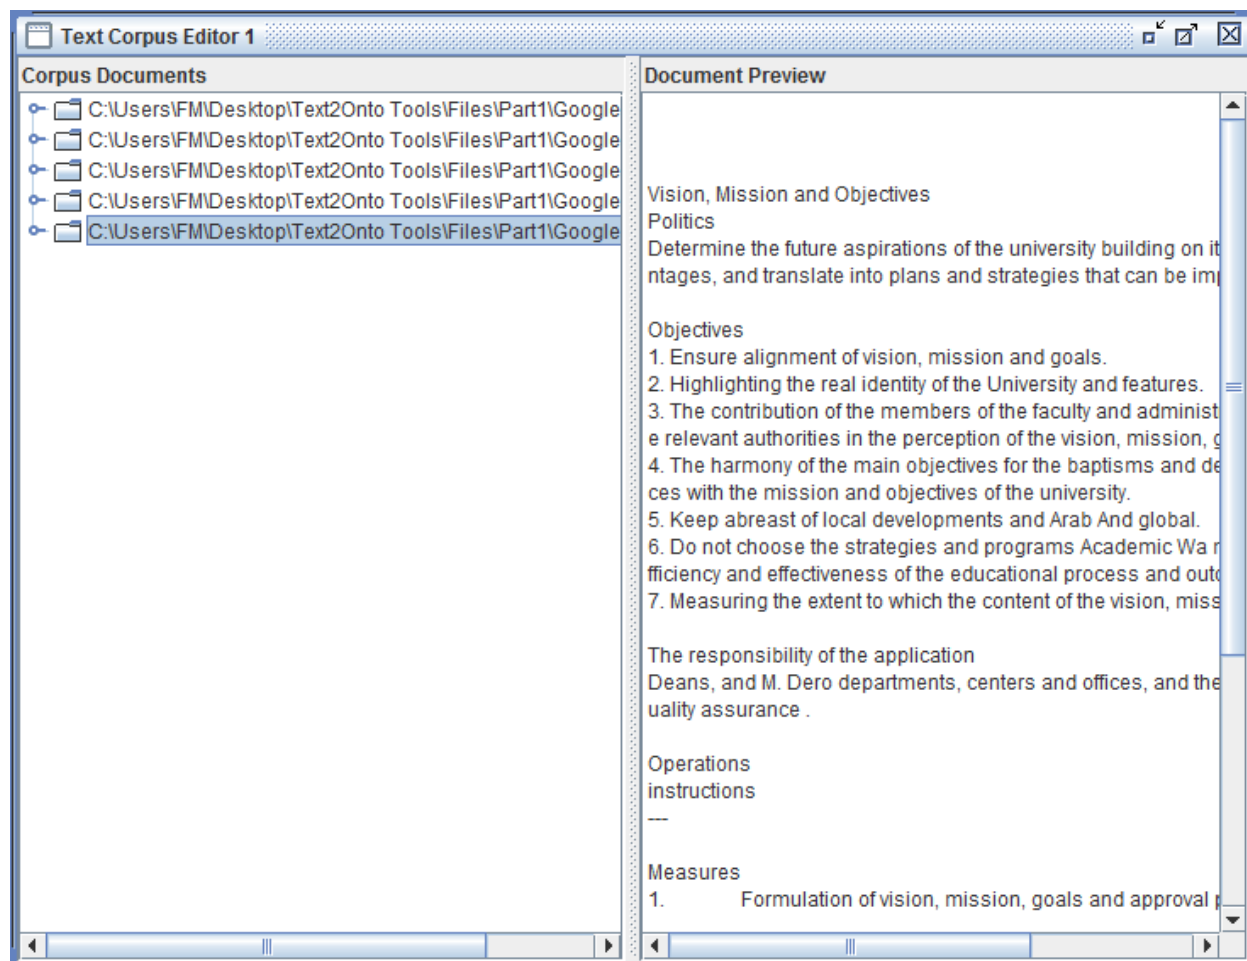 Text Corpus Editor 1
Corpus Documents
C:\Users\FM\Desktop\Text2Onto Tools\Files\Part1\Google
C:\Users\FM\Desktop\Text2Onto Tools\Files\Part1\Google
C:\Users\FM\Desktop\Text2Onto Tools\Files\Part1\Google
C:\Users\FM\Desktop\Text2Onto Tools\Files\Part1\Google
C:\Users\FM\Desktop\Text2Onto Tools\Files\Part1\Google
Document Preview
Vision, Mission and Objectives
Politics
Determine the future aspirations of the university building on it
ntages, and translate into plans and strategies that can be im
Objectives
1. Ensure alignment of vision, mission and goals.
2. Highlighting the real identity of the University and features.
3. The contribution of the members of the faculty and administ
e relevant authorities in the perception of the vision, mission,
4. The harmony of the main objectives for the baptisms and de
ces with the mission and objectives of the university.
5. Keep abreast of local developments and Arab And global.
6. Do not choose the strategies and programs Academic Wa
fficiency and effectiveness of the educational process and out
7. Measuring the extent to which the content of the vision, miss
The responsibility of the application
Deans, and M. Dero departments, centers and offices, and the
uality assurance .
Operations
instructions
---
Measures
1. Formulation of vision, mission, goals and approval